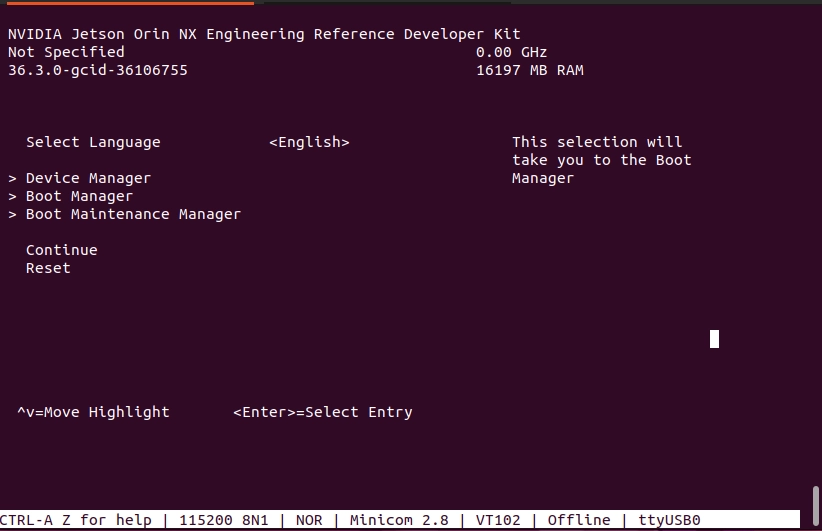 NVIDIA Jetson Orin NX Engineering Reference Developer Kit
Not Specified 0.00 GHz
36.3.0-gcid-36106755 16197 MB RAM
Select Language <English> This selection will
take you to the Boot
> Device Manager Manager
> Boot Manager
> Boot Maintenance Manager
Continue
Reset
^v=Move Highlight <Enter>=Select Entry
CTRL-A Z for help | 115200 8N1 | NOR | Minicom 2.8 | VT102 | Offline | ttyUSB0